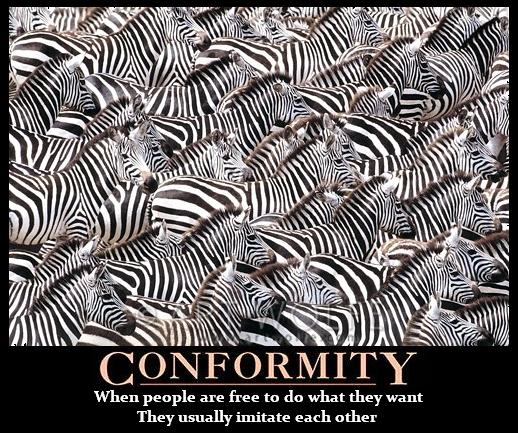 CONFORMITY
When people are free to do what they want
They usually imitate each other